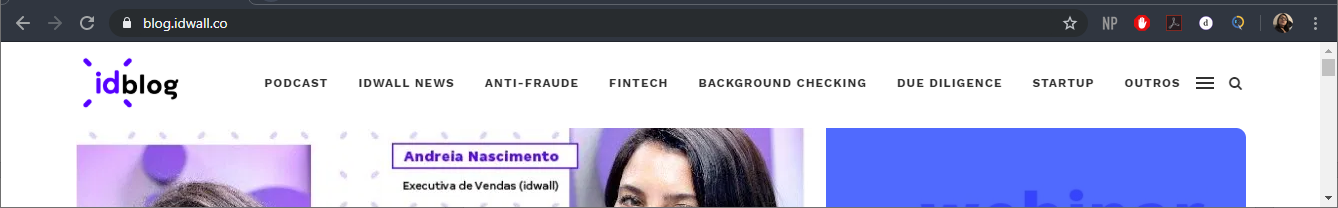 blog.idwall.co
NP
d
idblog
PODCAST IDWALL NEWS ANTI-FRAUDE FINTECH BACKGROUND CHECKING DUE DILIGENCE STARTUP OUTROS
Andreia Nascimento
Executiva de Vendas (idwall)
webinar